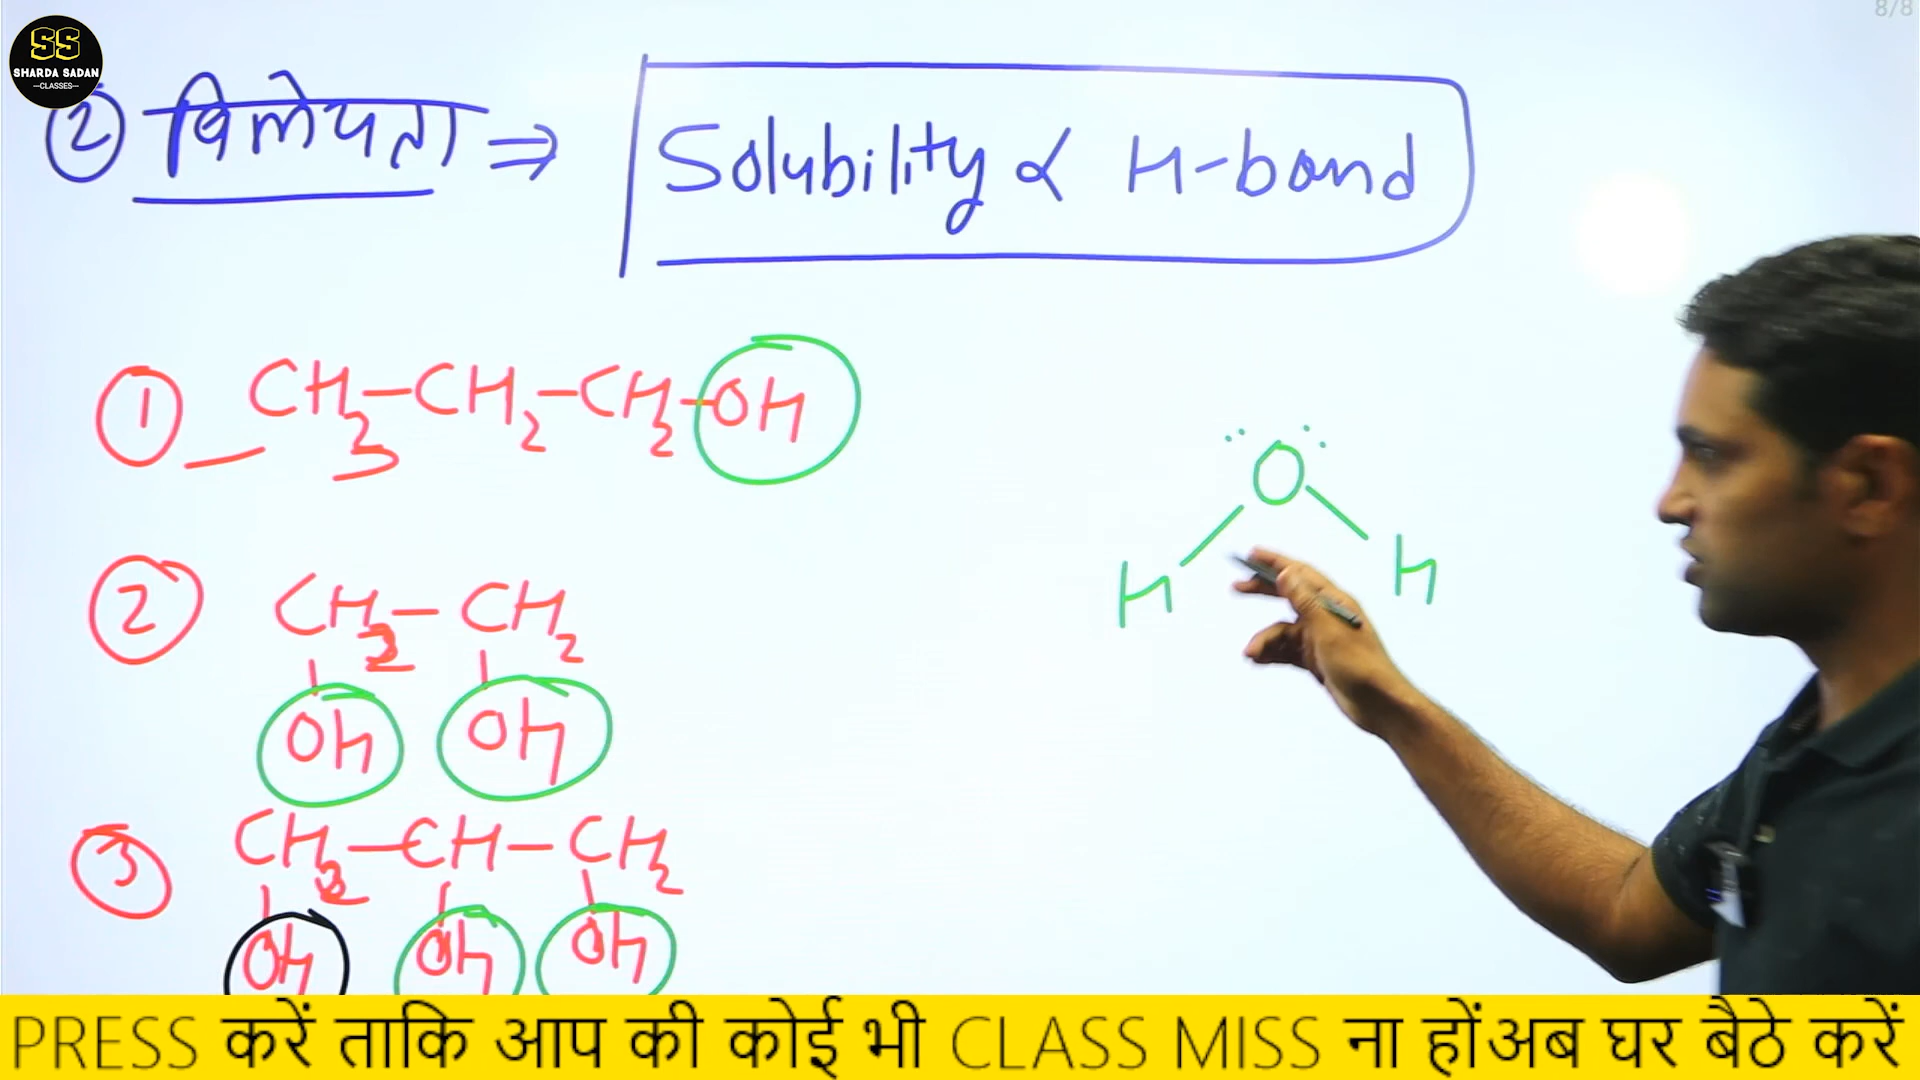 8/8
SS
SHARDA SADAN
—CLASSES—
② विलेयता ⇒ Solubility ∝ H-bond
① CH₃–CH₂–CH₂–OH
O
H H
② CH₂–CH₂
OH OH
③ CH₂–CH–CH₂
OH OH OH
PRESS करें ताकि आप की कोई भी CLASS MISS ना होंअब घर बैठे करें